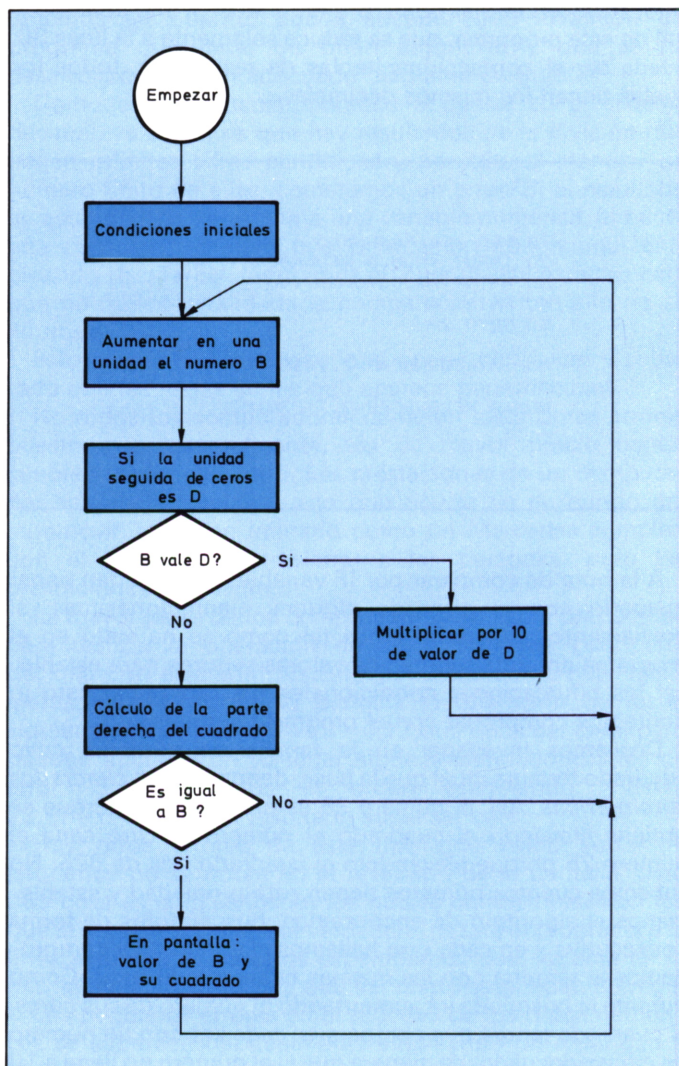 Empezar
Condiciones iniciales
Aumentar en una
unidad el numero B
Si la unidad
seguida de ceros
es D
B vale D?
Si
No
Multiplicar por 10
de valor de D
Cálculo de la parte
derecha del cuadrado
Es igual
a B ?
No
Si
En pantalla:
valor de B y
su cuadrado